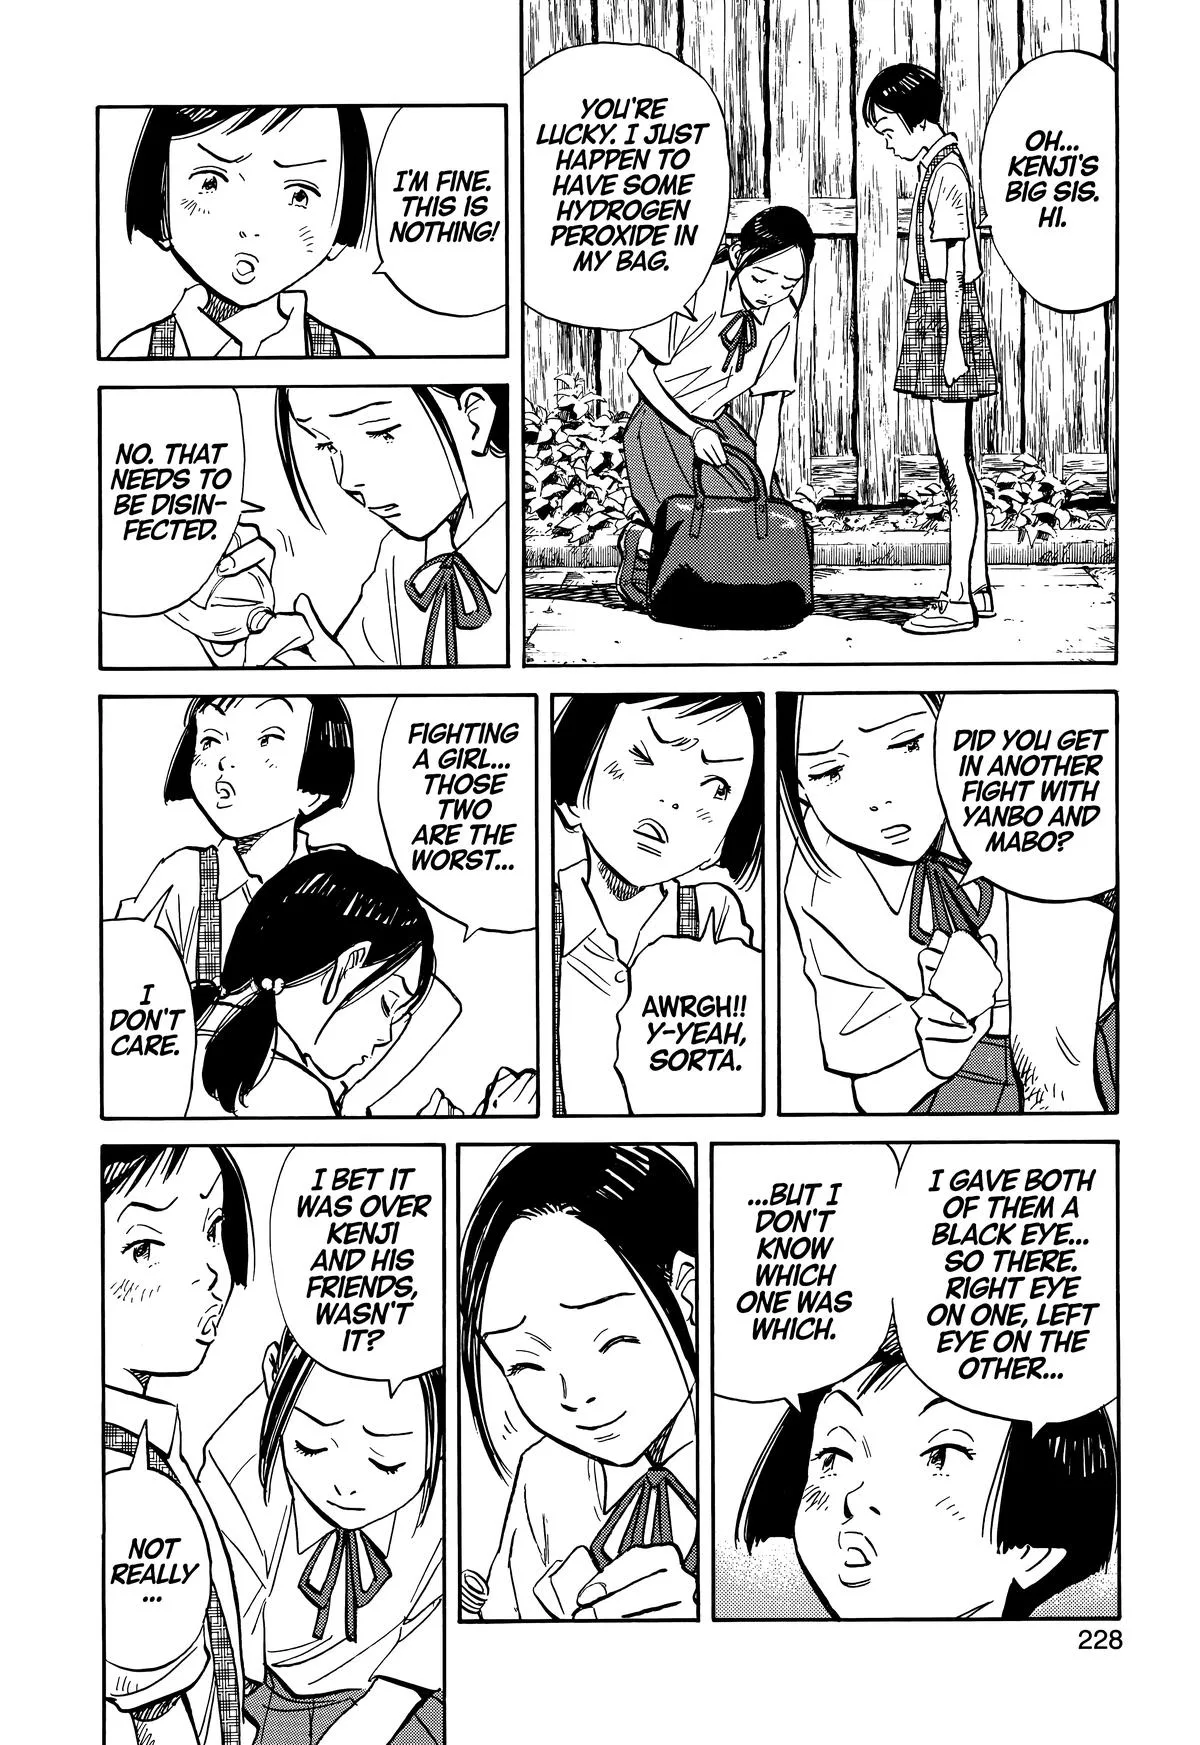 OH...
KENJI'S
BIG SIS.
HI.
YOU'RE
LUCKY. I JUST
HAPPEN TO
HAVE SOME
HYDROGEN
PEROXIDE IN
MY BAG.
I'M FINE.
THIS IS
NOTHING!
NO. THAT
NEEDS TO
BE DISIN-
FECTED.
DID YOU GET
IN ANOTHER
FIGHT WITH
YANBO AND
MABO?
AWRGH!!
Y-YEAH,
SORTA.
FIGHTING
A GIRL...
THOSE
TWO
ARE THE
WORST...
I
DON'T
CARE.
I GAVE BOTH
OF THEM A
BLACK EYE...
SO THERE.
RIGHT EYE
ON ONE, LEFT
EYE ON THE
OTHER...
...BUT I
DON'T
KNOW
WHICH
ONE WAS
WHICH.
I BET IT
WAS OVER
KENJI
AND HIS
FRIENDS,
WASN'T
IT?
NOT
REALLY
...
228